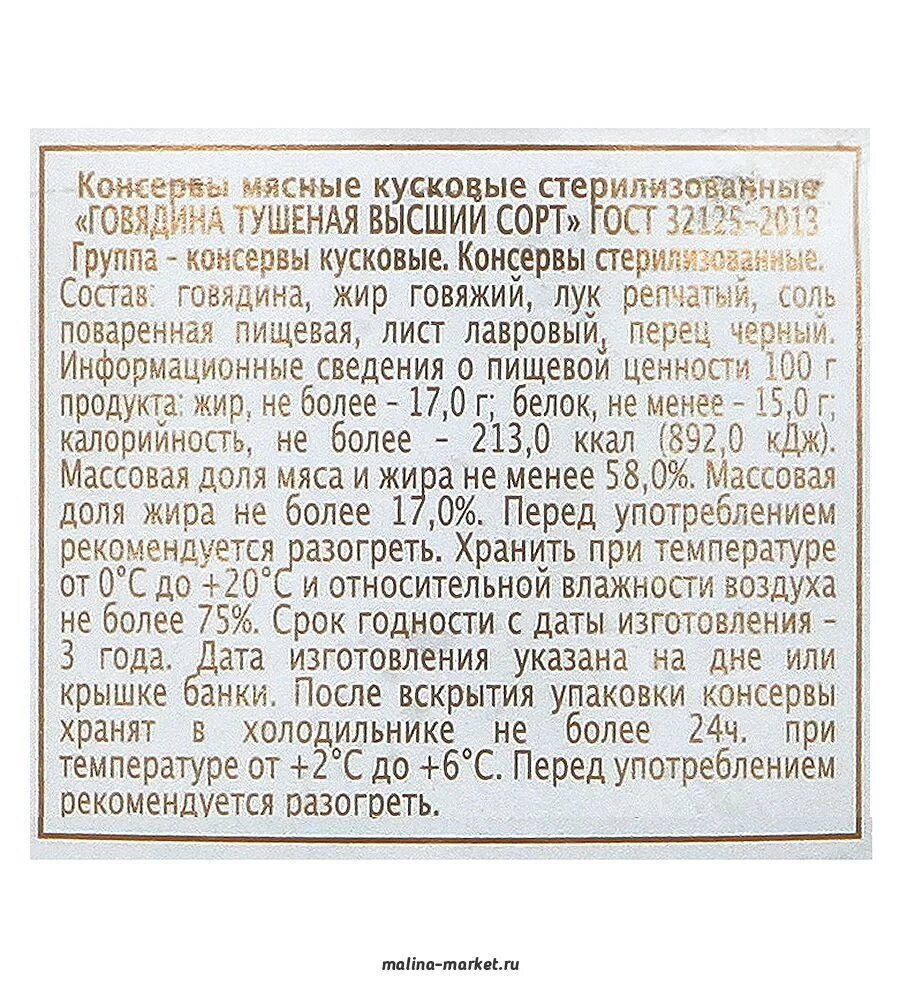 Консервы мясные кусковые стерилизованные
«ГОВЯДИНА ТУШЕНАЯ ВЫСШИЙ СОРТ» ГОСТ 32125-2013
Группа - консервы кусковые. Консервы стерилизованные.
Состав: говядина, жир говяжий, лук репчатый, соль
поваренная пищевая, лист лавровый, перец черный.
Информационные сведения о пищевой ценности 100 г
продукта: жир, не более - 17,0 г; белок, не менее - 15,0 г;
калорийность, не более - 213,0 ккал (892,0 кДж).
Массовая доля мяса и жира не менее 58,0%. Массовая
доля жира не более 17,0%. Перед употреблением
рекомендуется разогреть. Хранить при температуре
от 0°С до +20°С и относительной влажности воздуха
не более 75%. Срок годности с даты изготовления -
3 года. Дата изготовления указана на дне или
крышке банки. После вскрытия упаковки консервы
хранят в холодильнике не более 24ч. при
температуре от +2°С до +6°С. Перед употреблением
рекомендуется разогреть.
malina-market.ru